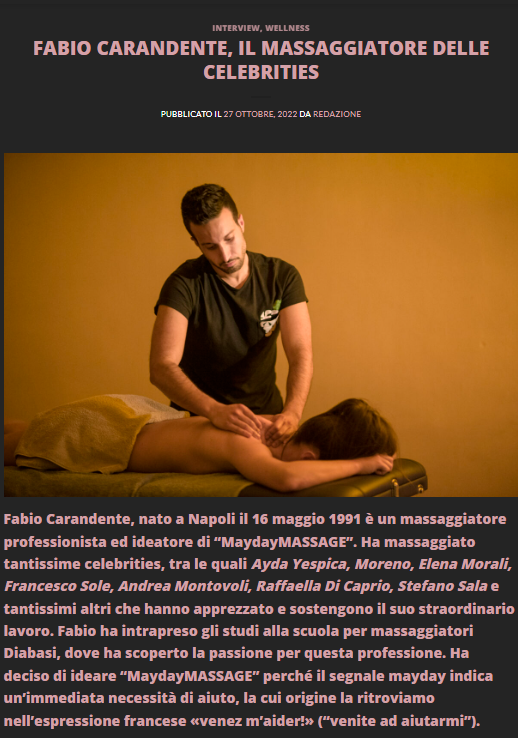 INTERVIEW, WELLNESS
FABIO CARANDENTE, IL MASSAGGIATORE DELLE
CELEBRITIES
PUBBLICATO IL 27 OTTOBRE, 2022 DA REDAZIONE
Fabio Carandente, nato a Napoli il 16 maggio 1991 è un massaggiatore
professionista ed ideatore di “MaydayMASSAGE”. Ha massaggiato
tantissime celebrities, tra le quali Ayda Yespica, Moreno, Elena Morali,
Francesco Sole, Andrea Montovoli, Raffaella Di Caprio, Stefano Sala e
tantissimi altri che hanno apprezzato e sostengono il suo straordinario
lavoro. Fabio ha intrapreso gli studi alla scuola per massaggiatori
Diabasi, dove ha scoperto la passione per questa professione. Ha
deciso di ideare “MaydayMASSAGE” perché il segnale mayday indica
un’immediata necessità di aiuto, la cui origine la ritroviamo
nell’espressione francese «venez m’aider!» (“venite ad aiutarmi”).